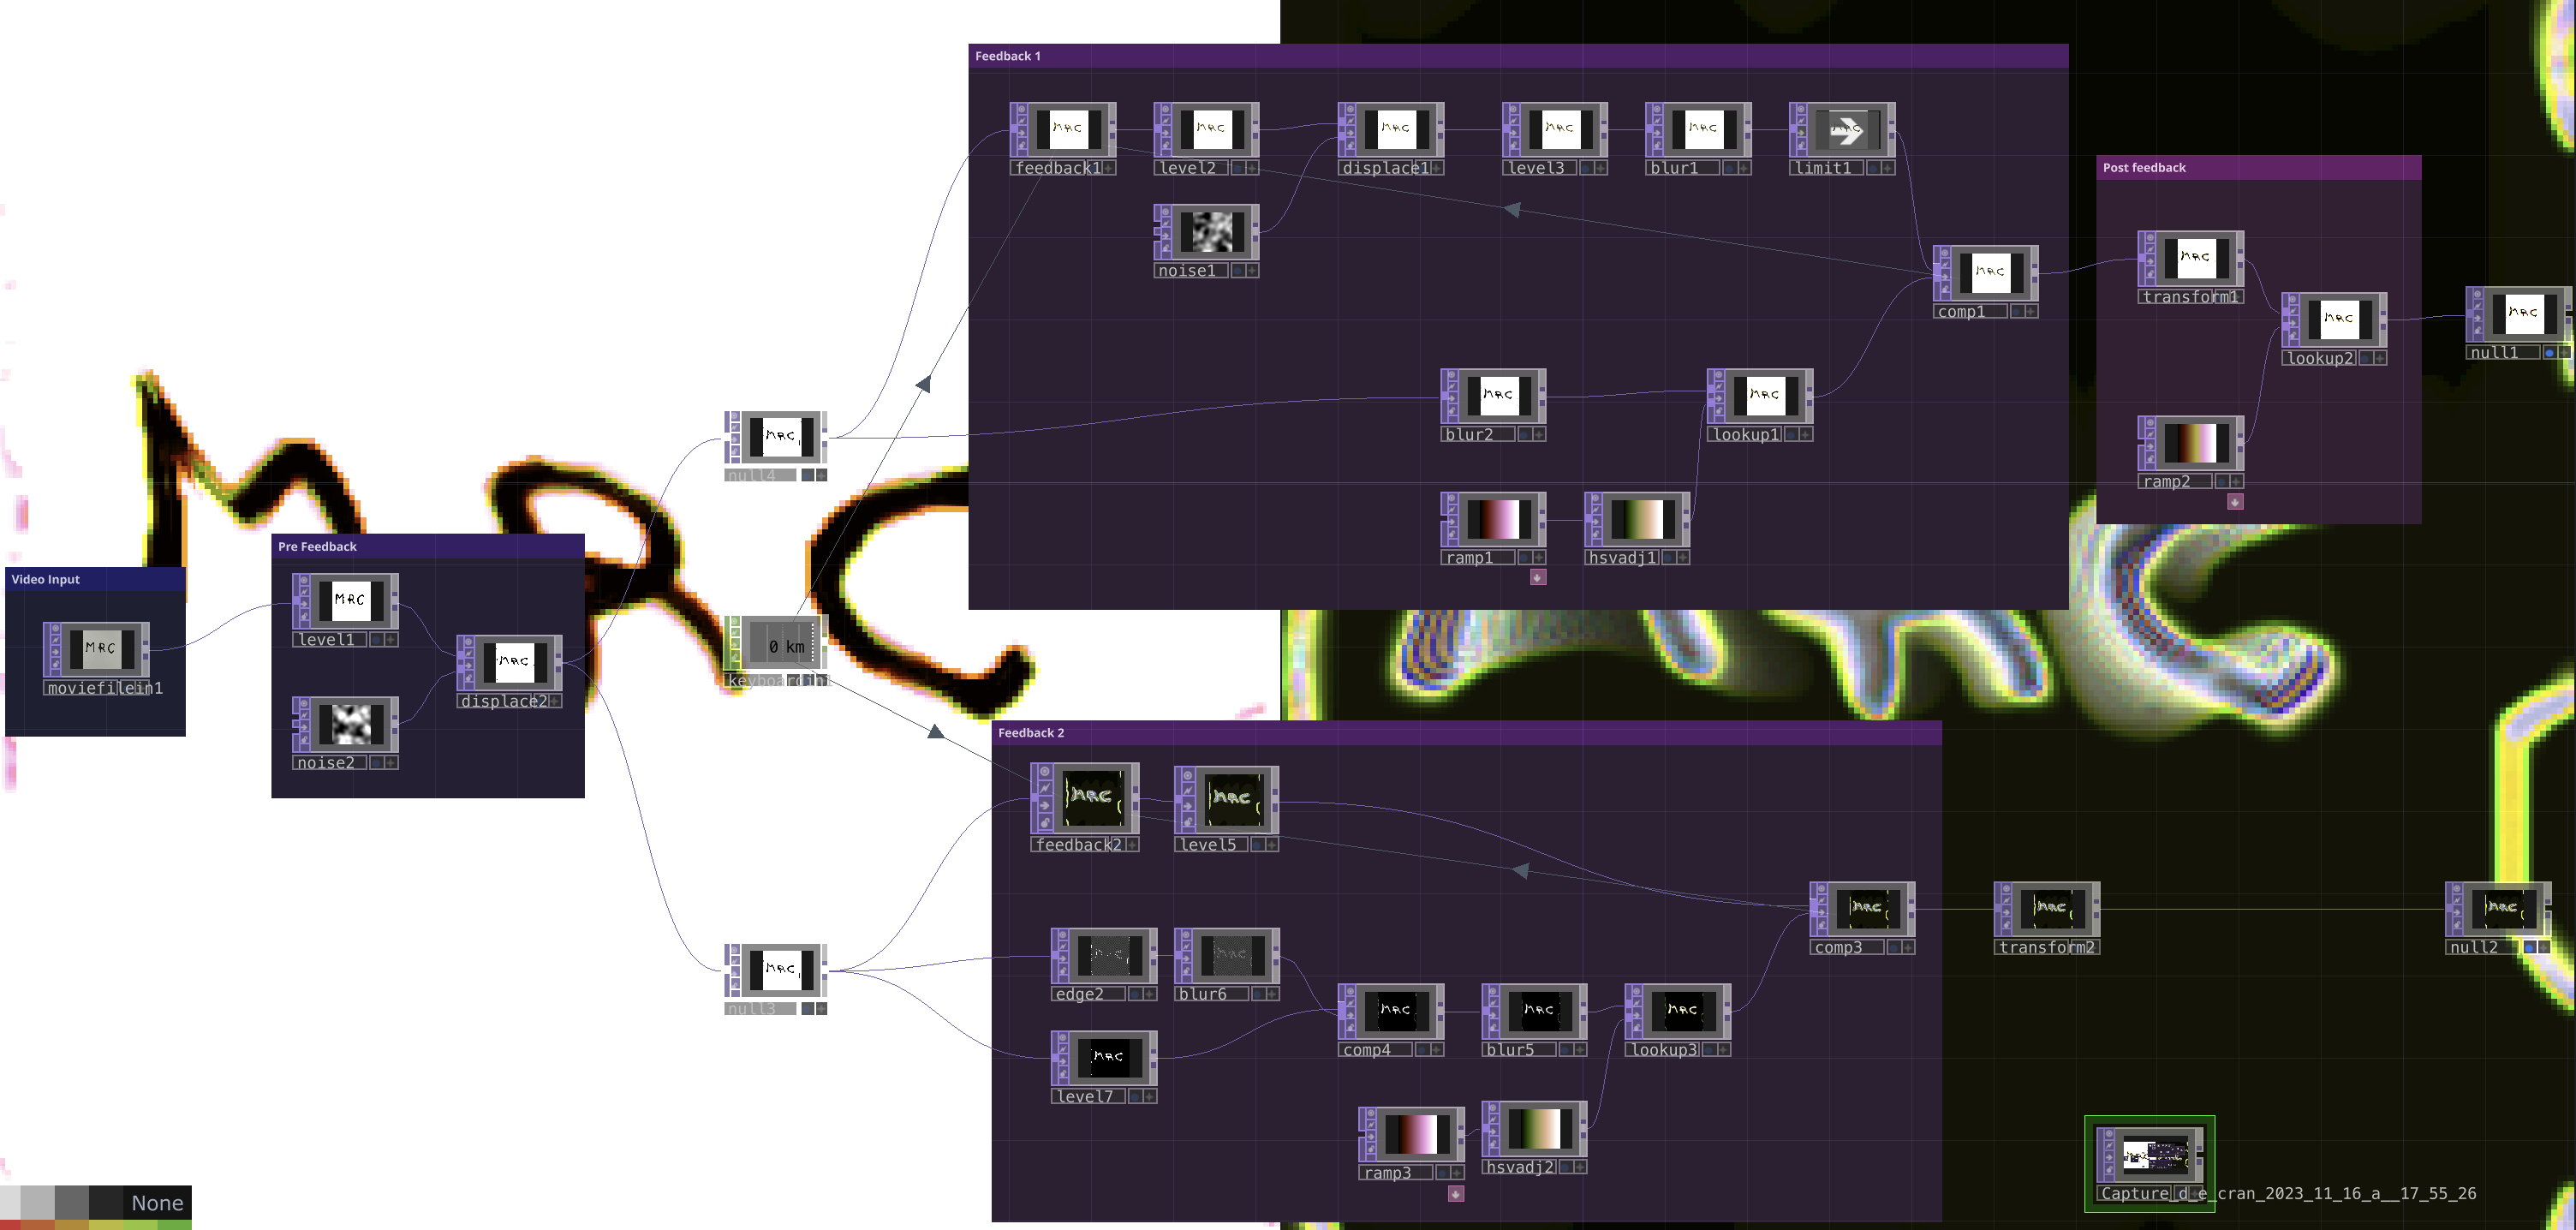 Feedback 1
feedback1
level2
displace1
level3
blur1
limit1
noise1
comp1
blur2
lookup1
ramp1
hsvadj1
Post feedback
transform1
lookup2
ramp2
null1
MRC
null4
Pre Feedback
level1
displace2
noise2
Video Input
MRC
moviefilein1
0 km
keyboardin1
null3
Feedback 2
feedback2
level5
edge2
blur6
level7
comp4
blur5
lookup3
ramp3
hsvadj2
comp3
transform2
null2
Capture_d_e_cran_2023_11_16_a__17_55_26
None